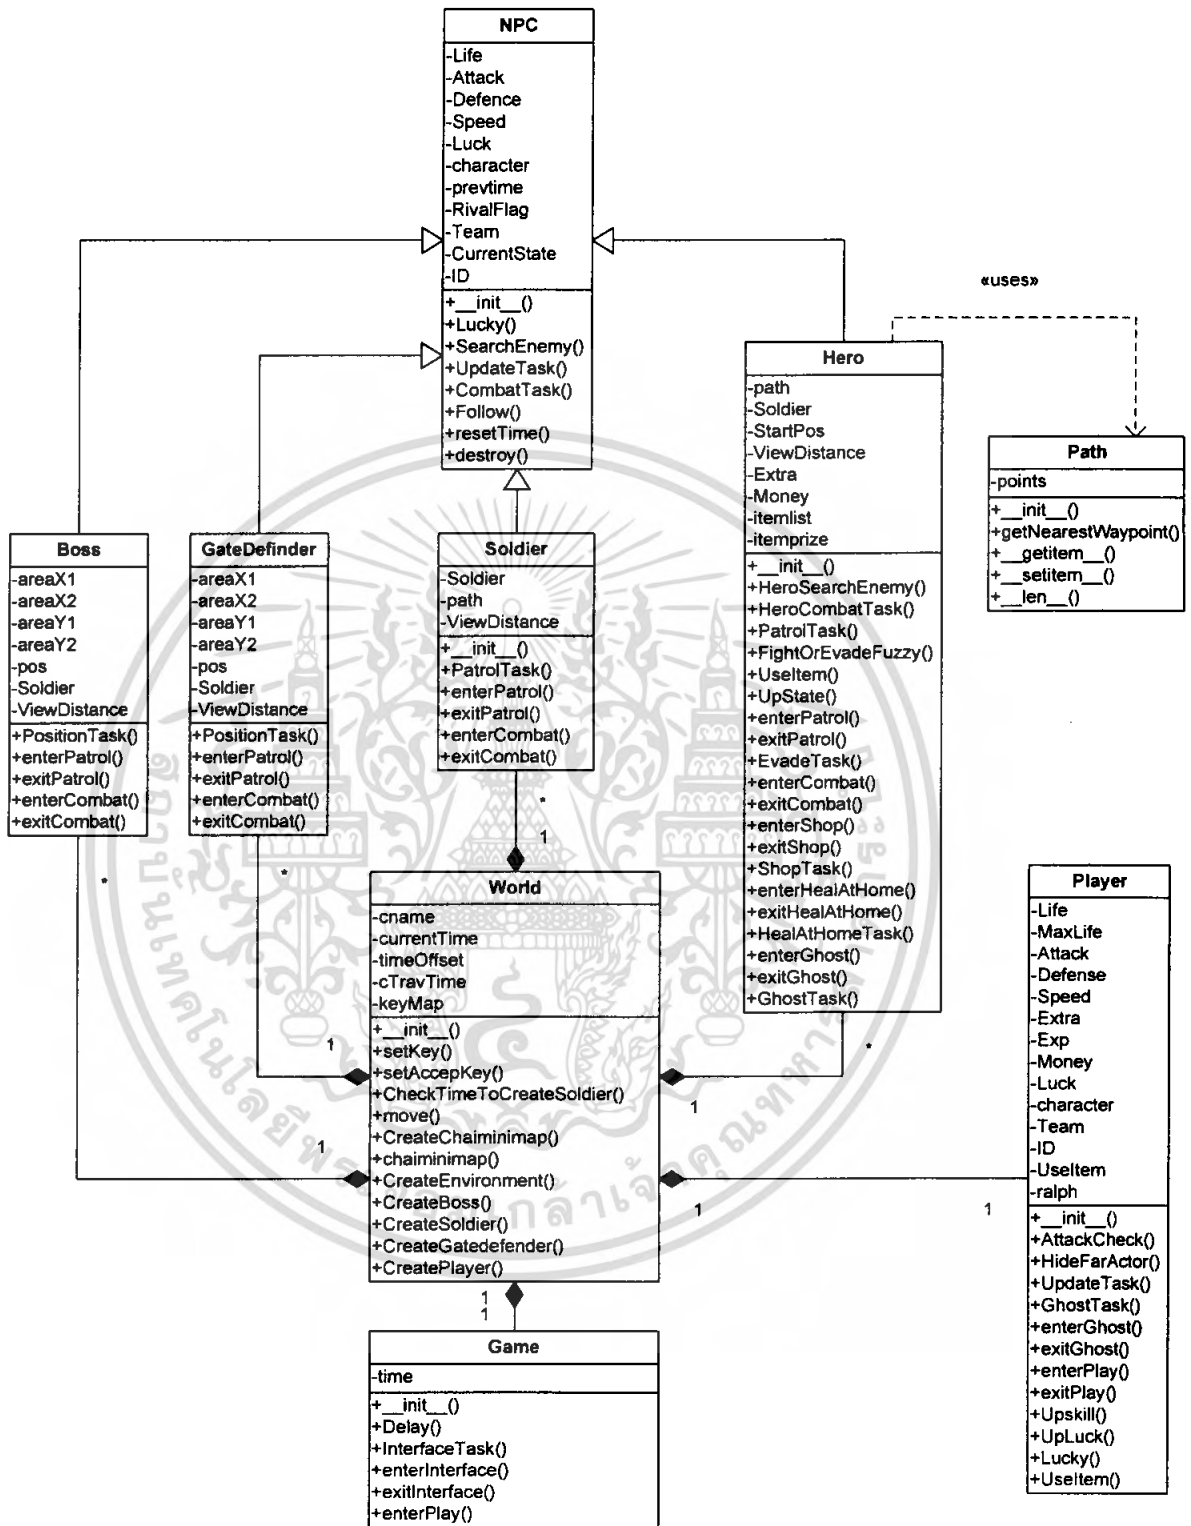 NPC
-Life
-Attack
-Defence
-Speed
-Luck
-character
-prevtime
-RivalFlag
-Team
-CurrentState
-ID
+__init__()
+Lucky()
+SearchEnemy()
+UpdateTask()
+CombatTask()
+Follow()
+resetTime()
+destroy()
«uses»
Hero
-path
-Soldier
-StartPos
-ViewDistance
-Extra
-Money
-itemlist
-itemprize
+__init__()
+HeroSearchEnemy()
+HeroCombatTask()
+PatrolTask()
+FightOrEvadeFuzzy()
+UseItem()
+UpState()
+enterPatrol()
+exitPatrol()
+EvadeTask()
+enterCombat()
+exitCombat()
+enterShop()
+exitShop()
+ShopTask()
+enterHealAtHome()
+exitHealAtHome()
+HealAtHomeTask()
+enterGhost()
+exitGhost()
+GhostTask()
Path
-points
+__init__()
+getNearestWaypoint()
+__getitem__()
+__setitem__()
+__len__()
Boss
-areaX1
-areaX2
-areaY1
-areaY2
-pos
-Soldier
-ViewDistance
+PositionTask()
+enterPatrol()
+exitPatrol()
+enterCombat()
+exitCombat()
GateDefinder
-areaX1
-areaX2
-areaY1
-areaY2
-pos
-Soldier
-ViewDistance
+PositionTask()
+enterPatrol()
+exitPatrol()
+enterCombat()
+exitCombat()
Soldier
-Soldier
-path
-ViewDistance
+__init__()
+PatrolTask()
+enterPatrol()
+exitPatrol()
+enterCombat()
+exitCombat()
*
1
*
*
*
1
1
1
1
1
World
-cname
-currentTime
-timeOffset
-cTravTime
-keyMap
+__init__()
+setKey()
+setAccepKey()
+CheckTimeToCreateSoldier()
+move()
+CreateChaiminimap()
+chaiminimap()
+CreateEnvironment()
+CreateBoss()
+CreateSoldier()
+CreateGatedefender()
+CreatePlayer()
Player
-Life
-MaxLife
-Attack
-Defense
-Speed
-Extra
-Exp
-Money
-Luck
-character
-Team
-ID
-UseItem
-ralph
+__init__()
+AttackCheck()
+HideFarActor()
+UpdateTask()
+GhostTask()
+enterGhost()
+exitGhost()
+enterPlay()
+exitPlay()
+Upskill()
+UpLuck()
+Lucky()
+UseItem()
1
1
Game
-time
+__init__()
+Delay()
+InterfaceTask()
+enterInterface()
+exitInterface()
+enterPlay()